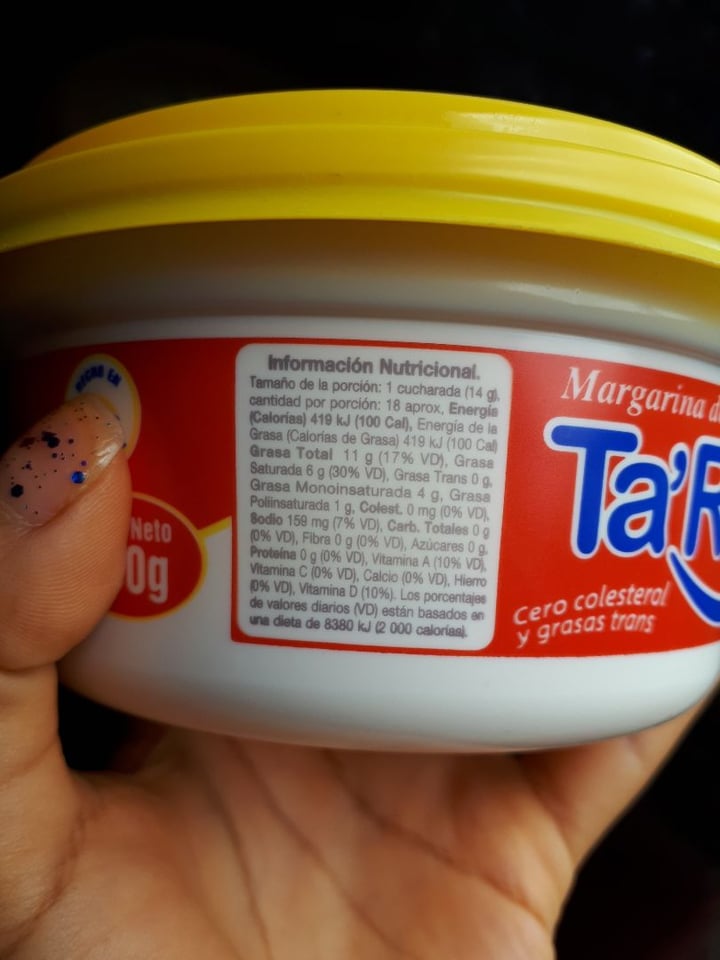 Información Nutricional.
Tamaño de la porción: 1 cucharada (14 g),
cantidad por porción: 18 aprox, Energía
(Calorías) 419 kJ (100 Cal), Energía de la
Grasa (Calorías de Grasa) 419 kJ (100 Cal)
Grasa Total 11 g (17% VD), Grasa
Saturada 6 g (30% VD), Grasa Trans 0 g,
Grasa Monoinsaturada 4 g, Grasa
Poliinsaturada 1 g, Colest. 0 mg (0% VD),
Sodio 159 mg (7% VD), Carb. Totales 0 g
(0% VD), Fibra 0 g (0% VD), Azúcares 0 g,
Proteína 0 g (0% VD), Vitamina A (10% VD),
Vitamina C (0% VD), Calcio (0% VD), Hierro
(0% VD), Vitamina D (10%). Los porcentajes
de valores diarios (VD) están basados en
una dieta de 8380 kJ (2 000 calorías).
Neto
0g
Margarina d
Ta'R
Cero colesterol
y grasas trans